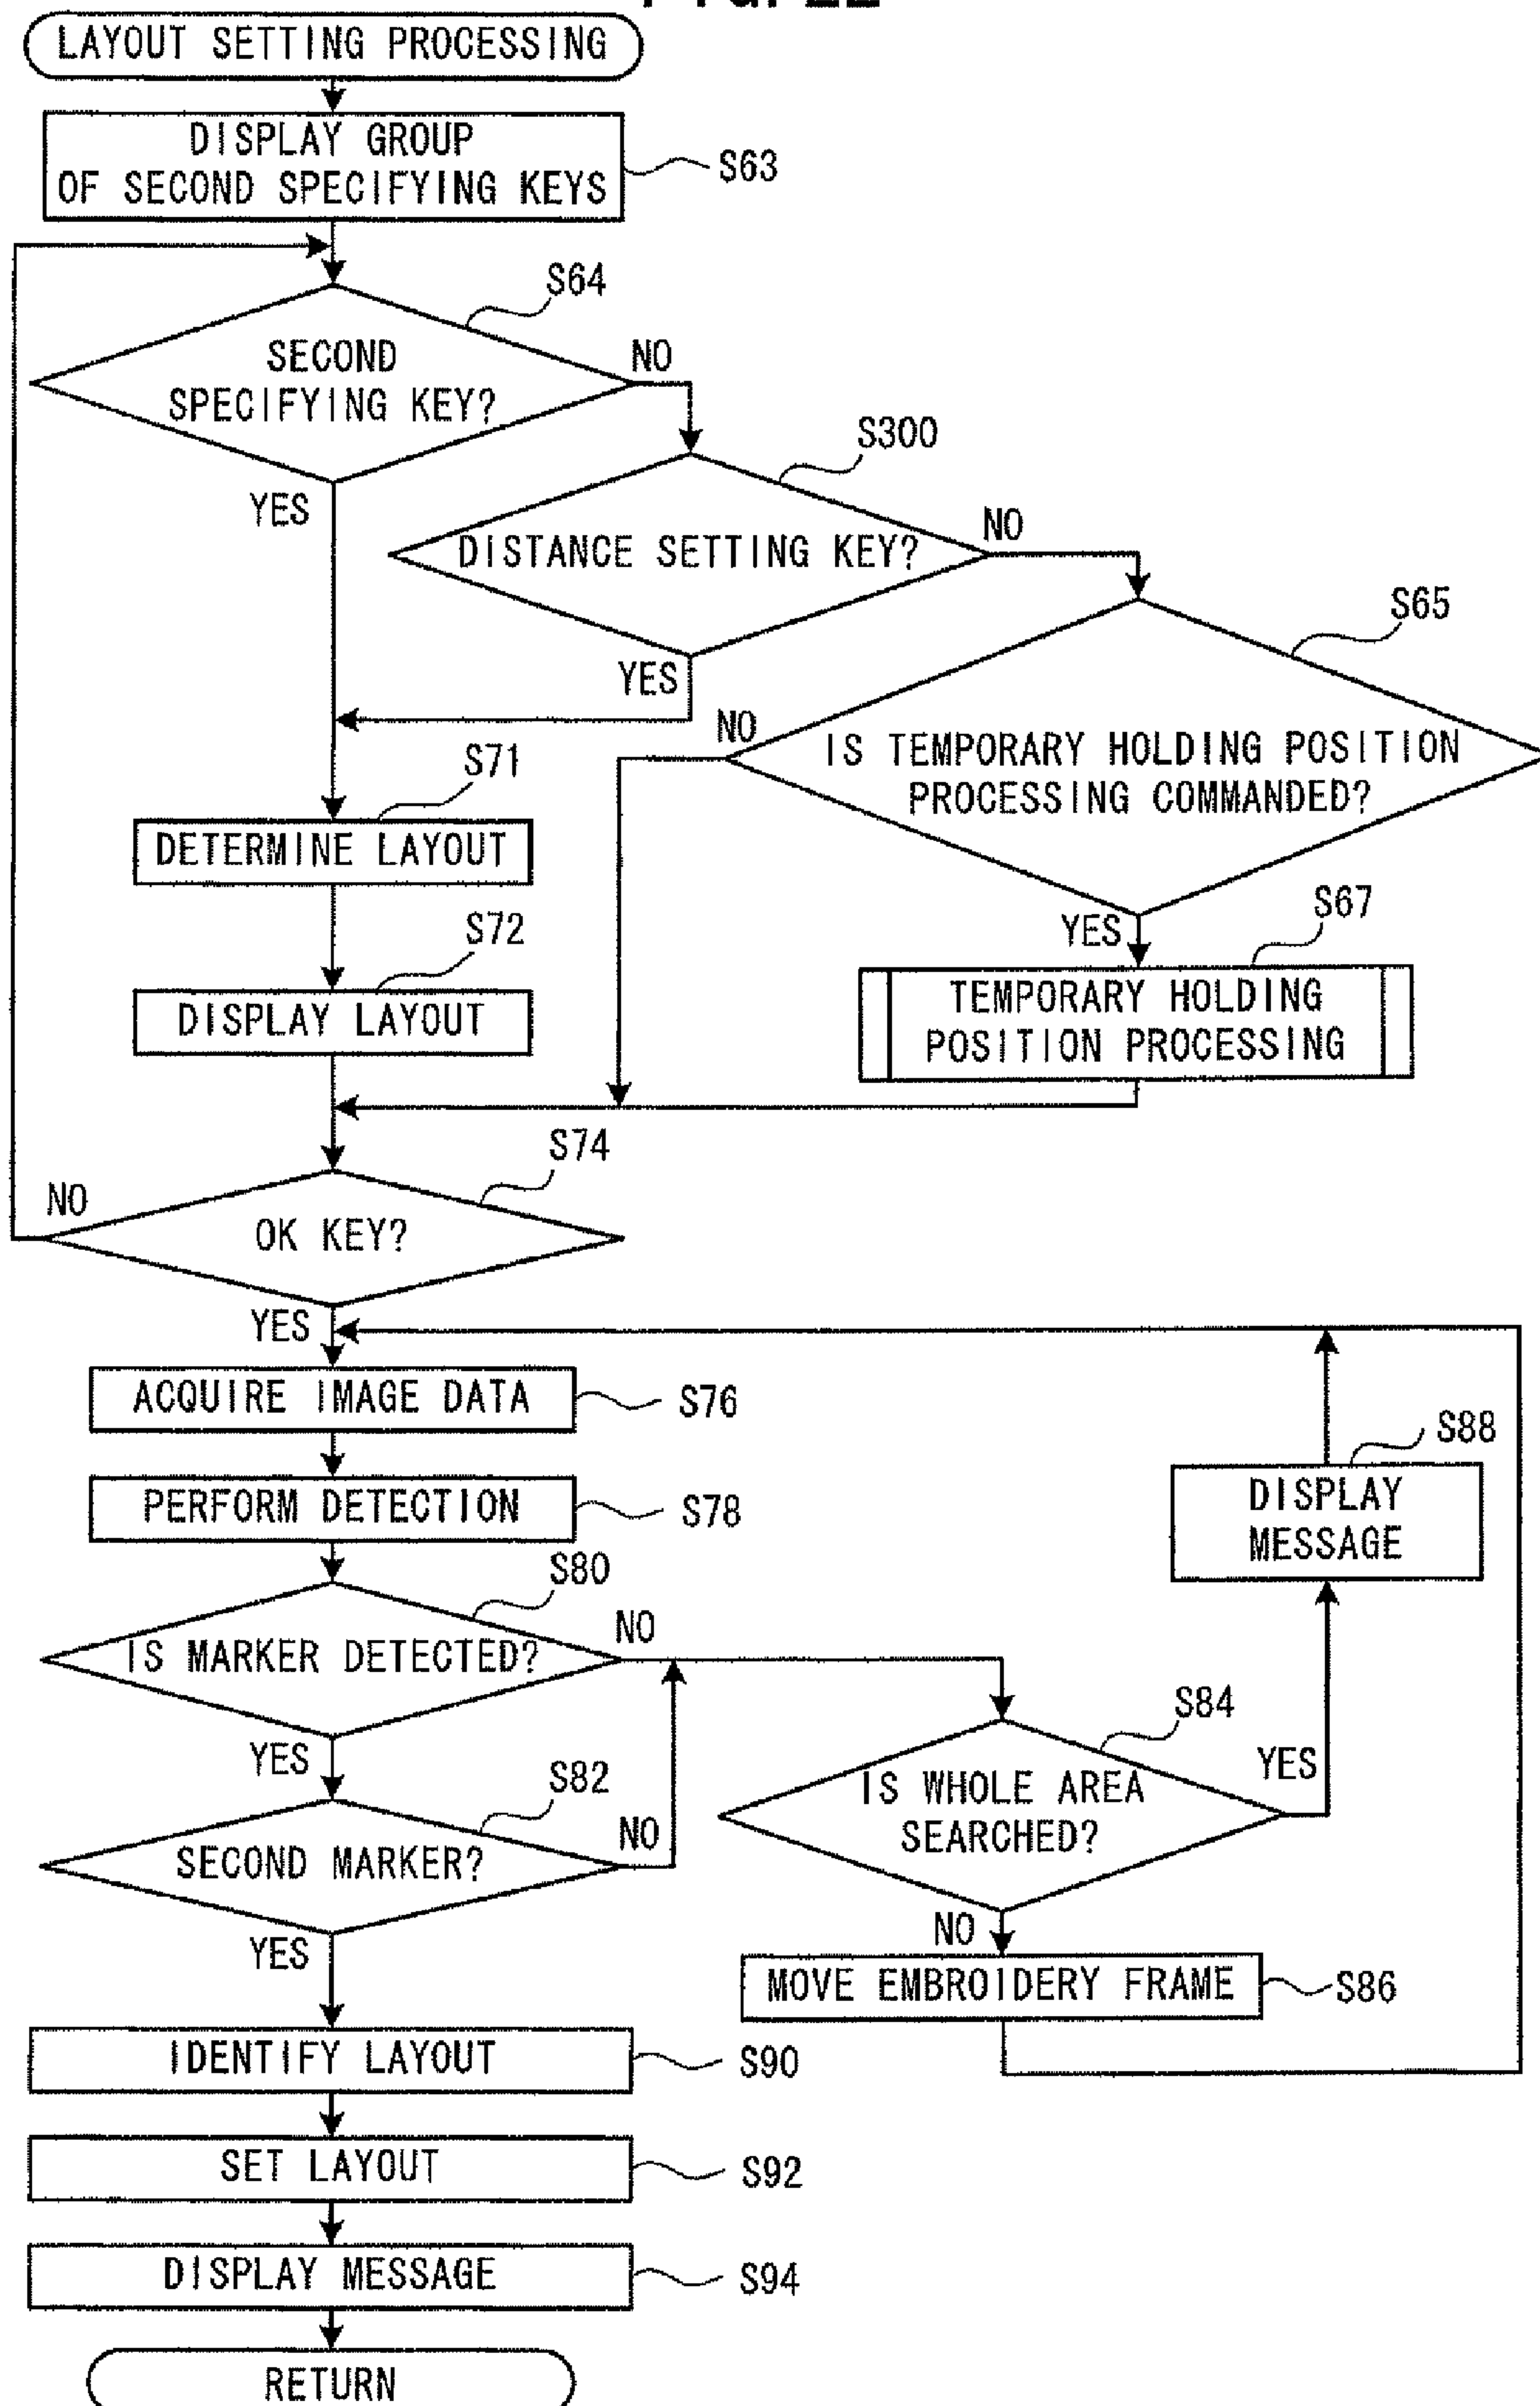 LAYOUT SETTING PROCESSING
DISPLAY GROUP
OF SECOND SPECIFYING KEYS
S63
S64
SECOND
SPECIFYING KEY?
NO
YES
S300
DISTANCE SETTING KEY?
NO
YES
S65
IS TEMPORARY HOLDING POSITION
PROCESSING COMMANDED?
NO
YES
S67
TEMPORARY HOLDING
POSITION PROCESSING
S71
DETERMINE LAYOUT
S72
DISPLAY LAYOUT
S74
OK KEY?
NO
YES
ACQUIRE IMAGE DATA
S76
PERFORM DETECTION
S78
S80
IS MARKER DETECTED?
NO
YES
S82
SECOND MARKER?
NO
YES
S84
IS WHOLE AREA
SEARCHED?
YES
NO
S88
DISPLAY
MESSAGE
MOVE EMBROIDERY FRAME
S86
IDENTIFY LAYOUT
S90
SET LAYOUT
S92
DISPLAY MESSAGE
S94
RETURN